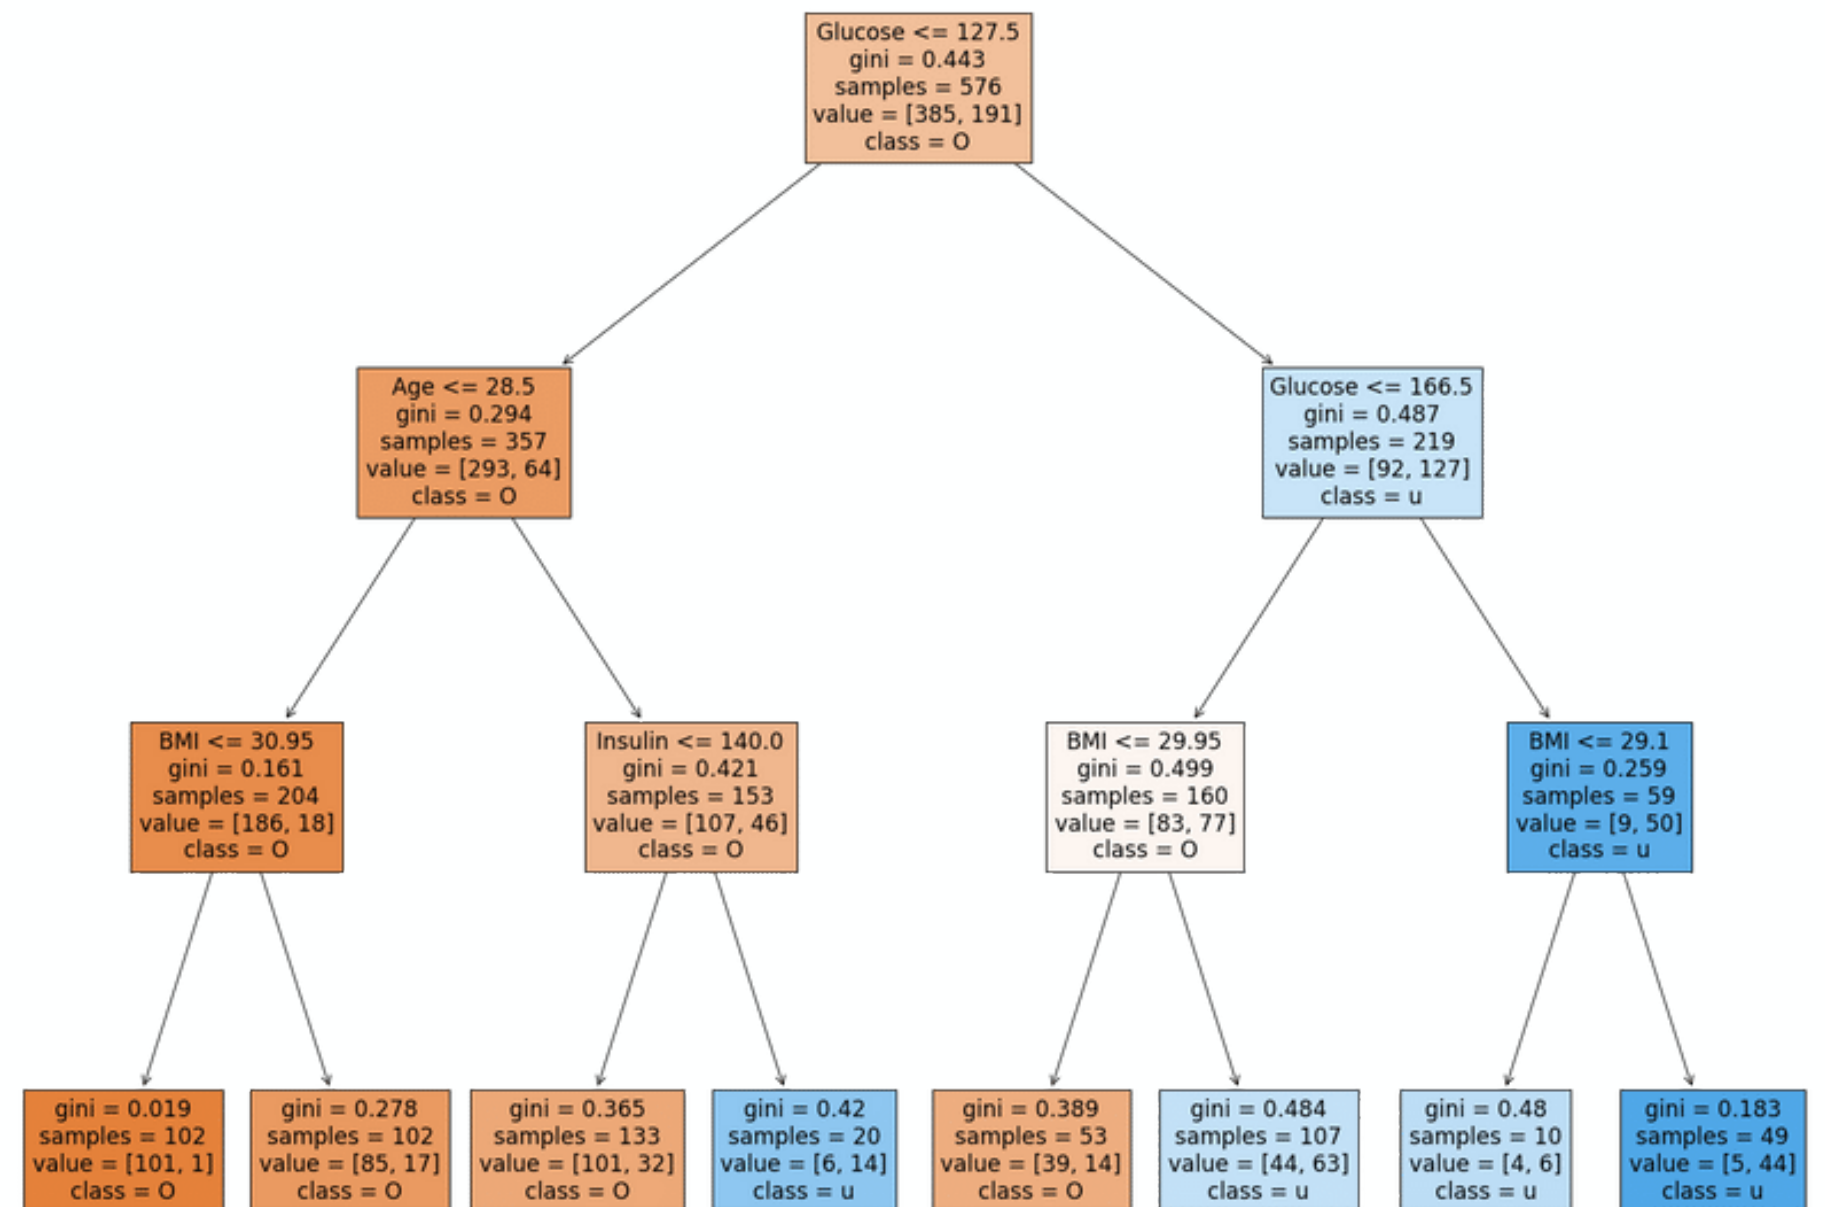 Glucose <= 127.5
gini = 0.443
samples = 576
value = [385, 191]
class = O
Age <= 28.5
gini = 0.294
samples = 357
value = [293, 64]
class = O
Glucose <= 166.5
gini = 0.487
samples = 219
value = [92, 127]
class = u
BMI <= 30.95
gini = 0.161
samples = 204
value = [186, 18]
class = O
Insulin <= 140.0
gini = 0.421
samples = 153
value = [107, 46]
class = O
BMI <= 29.95
gini = 0.499
samples = 160
value = [83, 77]
class = O
BMI <= 29.1
gini = 0.259
samples = 59
value = [9, 50]
class = u
gini = 0.019
samples = 102
value = [101, 1]
class = O
gini = 0.278
samples = 102
value = [85, 17]
class = O
gini = 0.365
samples = 133
value = [101, 32]
class = O
gini = 0.42
samples = 20
value = [6, 14]
class = u
gini = 0.389
samples = 53
value = [39, 14]
class = O
gini = 0.484
samples = 107
value = [44, 63]
class = u
gini = 0.48
samples = 10
value = [4, 6]
class = u
gini = 0.183
samples = 49
value = [5, 44]
class = u